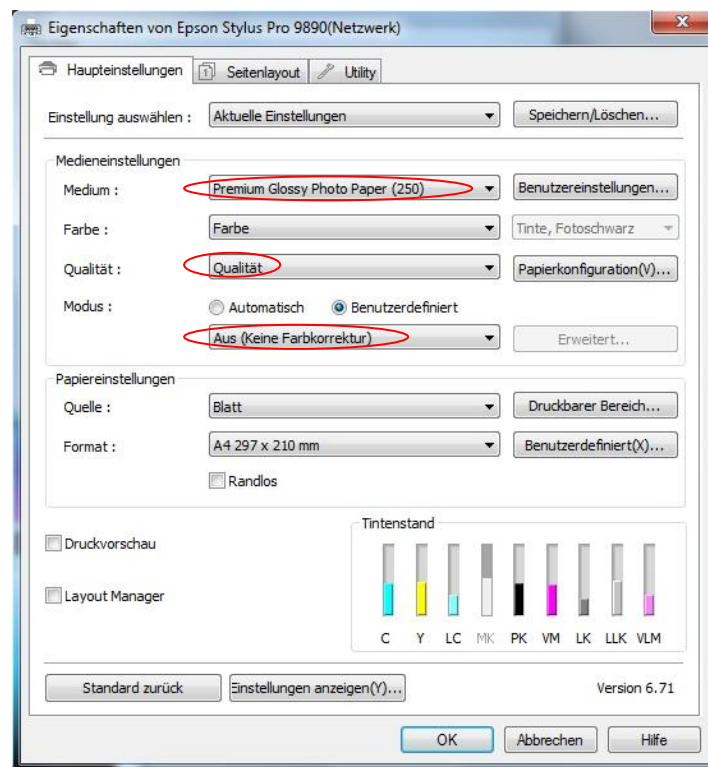 Eigenschaften von Epson Stylus Pro 9890(Netzwerk)
x
Haupteinstellungen 1 Seitenlayout Utility
Einstellung auswählen : Aktuelle Einstellungen Speichern/Löschen...
Medieneinstellungen
Medium : Premium Glossy Photo Paper (250) Benutzereinstellungen...
Farbe : Farbe Tinte, Fotoschwarz
Qualität : Qualität Papierkonfiguration(V)...
Modus : Automatisch Benutzerdefiniert
Aus (Keine Farbkorrektur) Erweitert...
Papiereinstellungen
Quelle : Blatt Druckbarer Bereich...
Format : A4 297 x 210 mm Benutzerdefiniert(X)...
Randlos
Tintenstand
Druckvorschau
Layout Manager
C Y LC MK PK VM LK LLK VLM
Standard zurück Einstellungen anzeigen(Y)... Version 6.71
OK Abbrechen Hilfe